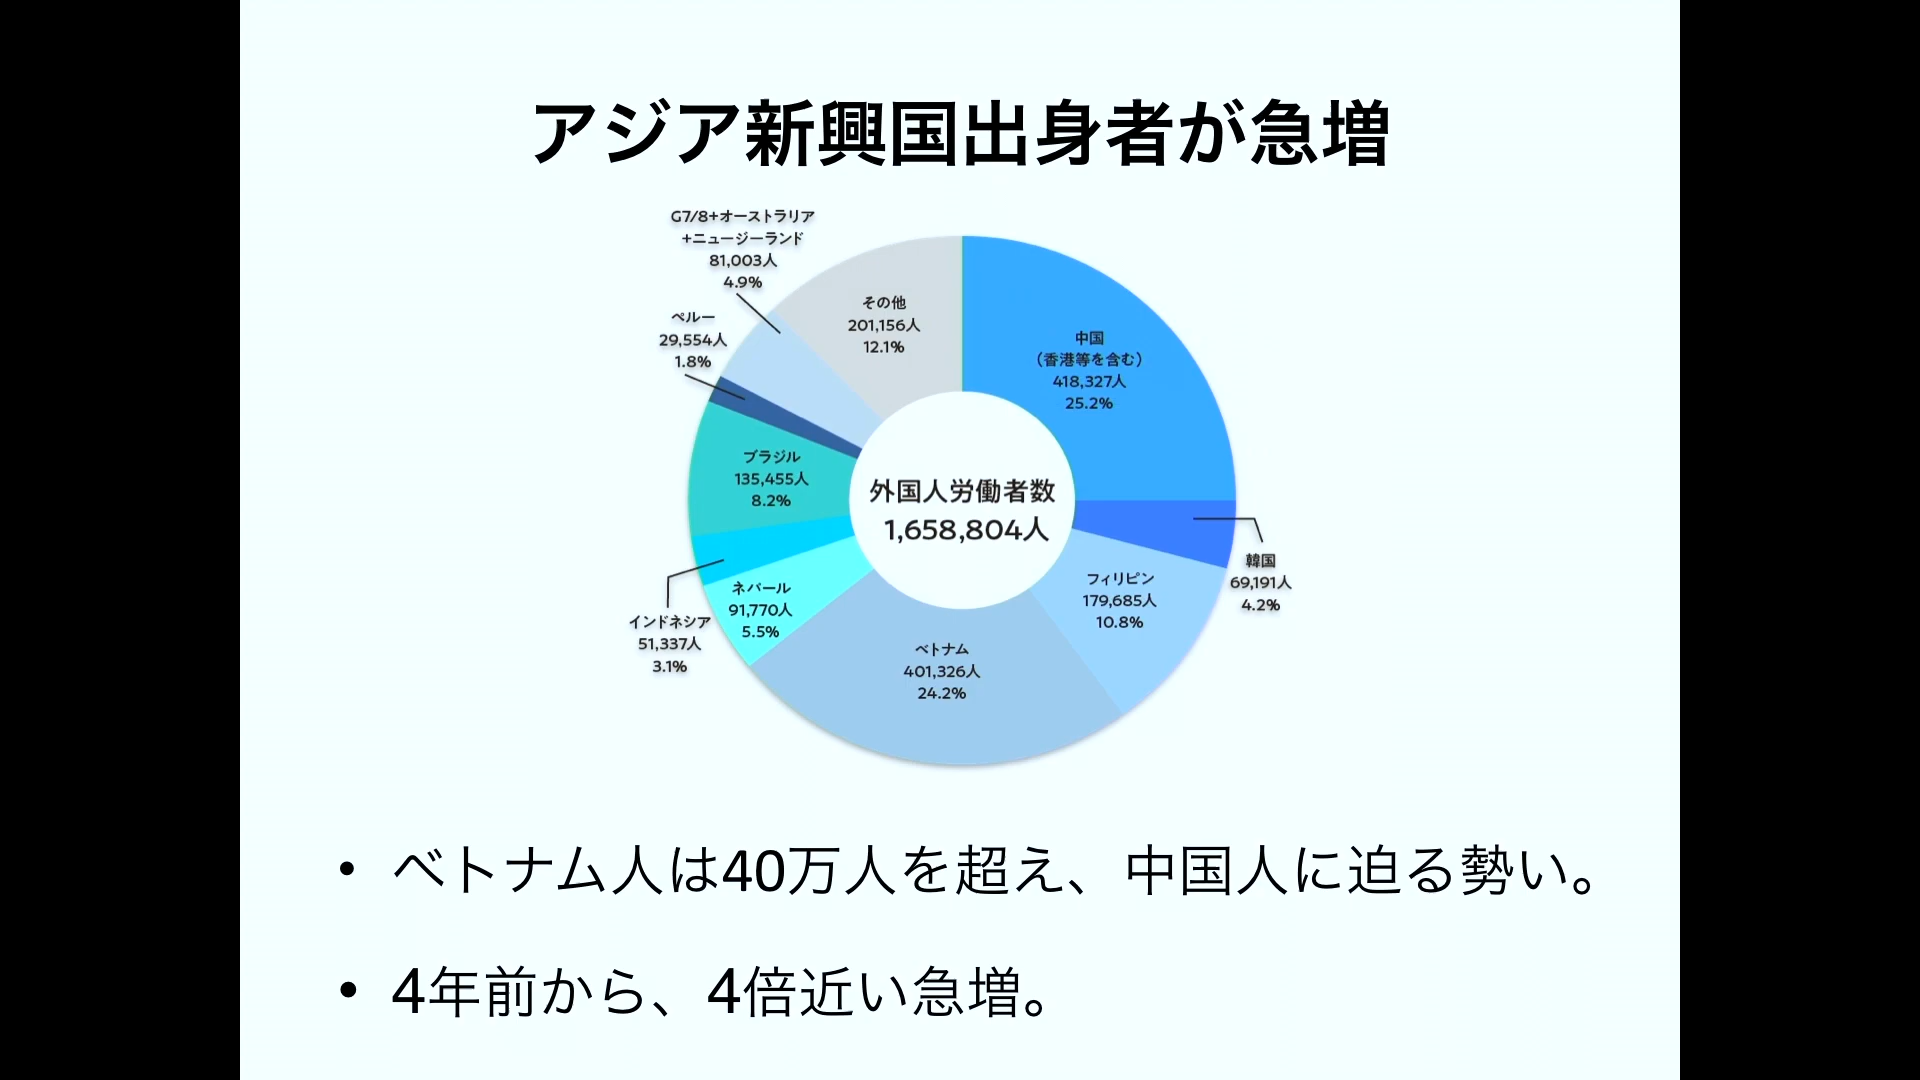 アジア新興国出身者が急増
G7/8+オーストラリア
+ニュージーランド
81,003人
4.9%
その他
201,156人
12.1%
ペルー
29,554人
1.8%
中国
（香港等を含む）
418,327人
25.2%
ブラジル
135,455人
8.2%
外国人労働者数
1,658,804人
韓国
69,191人
4.2%
フィリピン
179,685人
10.8%
ネパール
91,770人
5.5%
インドネシア
51,337人
3.1%
ベトナム
401,326人
24.2%
• ベトナム人は40万人を超え、中国人に迫る勢い。
• 4年前から、4倍近い急増。